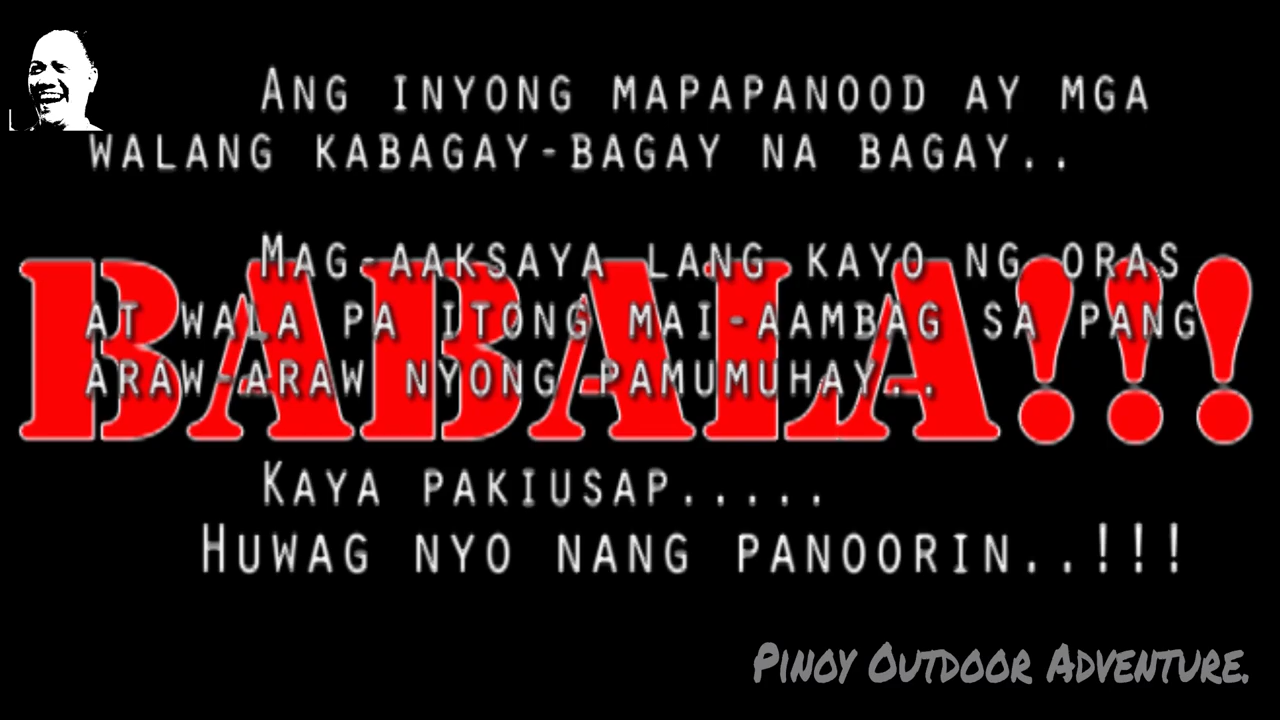 Ang inyong mapapanood ay mga
walang kabagay-bagay na bagay..
Mag-aaksaya lang kayo ng oras
at wala pa itong mai-aambag sa pang
araw-araw nyong pamumuhay..
BABALA!!!
Kaya pakiusap.....
Huwag nyo nang panoorin..!!!
Pinoy Outdoor Adventure.